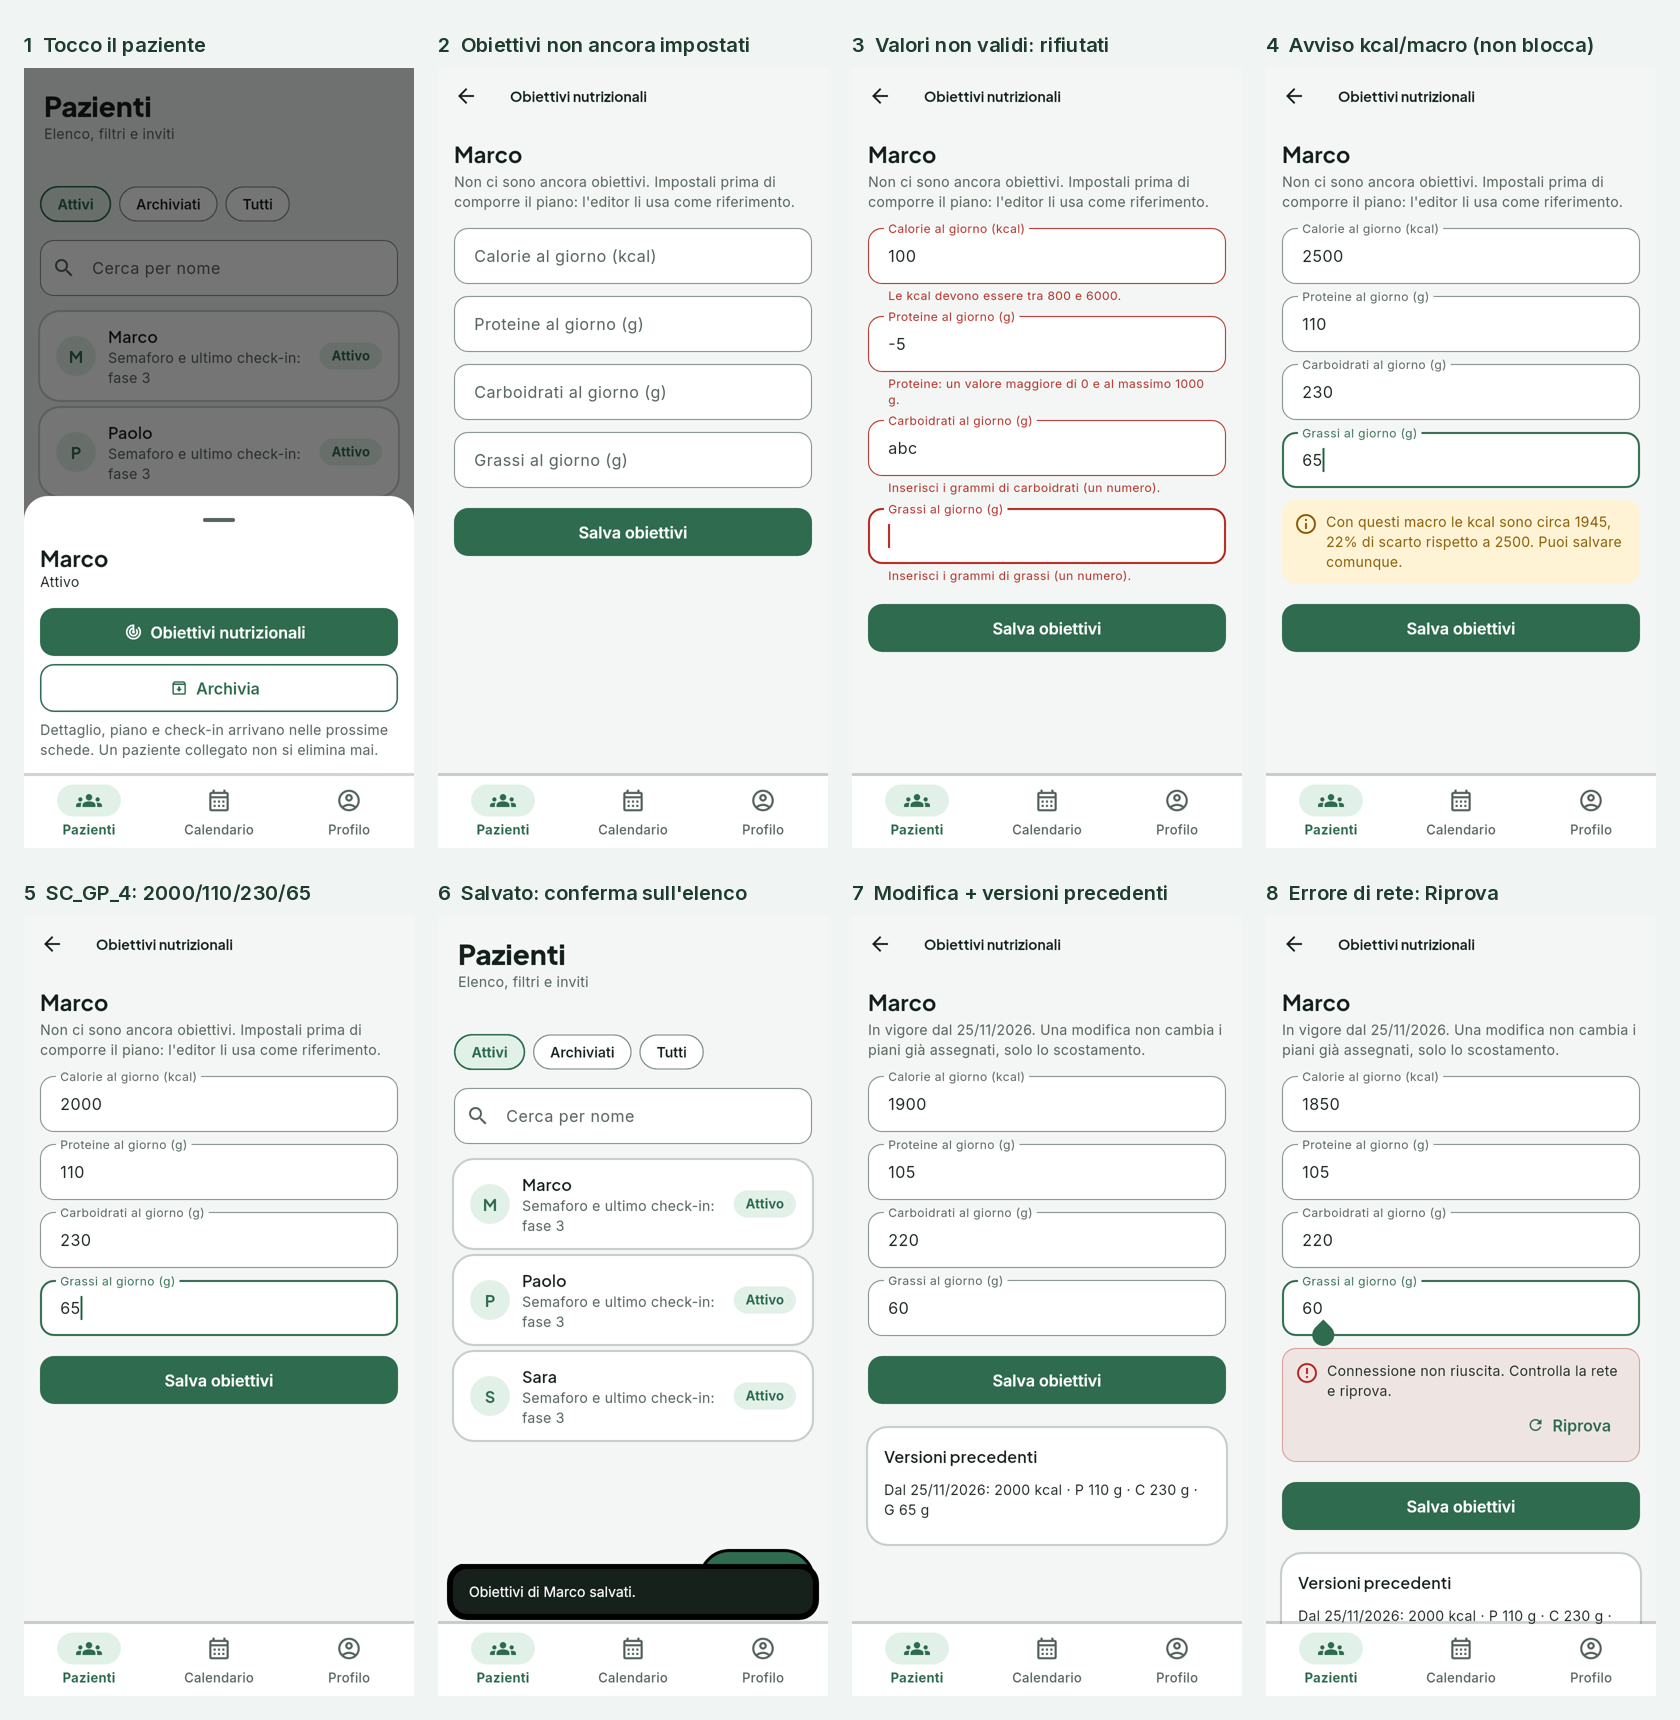 1 Tocco il paziente
Pazienti
Elenco, filtri e inviti
Attivi
Archiviati
Tutti
Cerca per nome
M
Marco
Semaforo e ultimo check-in:
fase 3
Attivo
P
Paolo
Semaforo e ultimo check-in:
fase 3
Attivo
Marco
Attivo
Obiettivi nutrizionali
Archivia
Dettaglio, piano e check-in arrivano nelle prossime
schede. Un paziente collegato non si elimina mai.
Pazienti
Calendario
Profilo
2 Obiettivi non ancora impostati
Obiettivi nutrizionali
Marco
Non ci sono ancora obiettivi. Impostali prima di
comporre il piano: l'editor li usa come riferimento.
Calorie al giorno (kcal)
Proteine al giorno (g)
Carboidrati al giorno (g)
Grassi al giorno (g)
Salva obiettivi
Pazienti
Calendario
Profilo
3 Valori non validi: rifiutati
Obiettivi nutrizionali
Marco
Non ci sono ancora obiettivi. Impostali prima di
comporre il piano: l'editor li usa come riferimento.
Calorie al giorno (kcal)
100
Le kcal devono essere tra 800 e 6000.
Proteine al giorno (g)
-5
Proteine: un valore maggiore di 0 e al massimo 1000
g.
Carboidrati al giorno (g)
abc
Inserisci i grammi di carboidrati (un numero).
Grassi al giorno (g)
Inserisci i grammi di grassi (un numero).
Salva obiettivi
Pazienti
Calendario
Profilo
4 Avviso kcal/macro (non blocca)
Obiettivi nutrizionali
Marco
Non ci sono ancora obiettivi. Impostali prima di
comporre il piano: l'editor li usa come riferimento.
Calorie al giorno (kcal)
2500
Proteine al giorno (g)
110
Carboidrati al giorno (g)
230
Grassi al giorno (g)
65
Con questi macro le kcal sono circa 1945,
22% di scarto rispetto a 2500. Puoi salvare
comunque.
Salva obiettivi
Pazienti
Calendario
Profilo
5 SC_GP_4: 2000/110/230/65
Obiettivi nutrizionali
Marco
Non ci sono ancora obiettivi. Impostali prima di
comporre il piano: l'editor li usa come riferimento.
Calorie al giorno (kcal)
2000
Proteine al giorno (g)
110
Carboidrati al giorno (g)
230
Grassi al giorno (g)
65
Salva obiettivi
Pazienti
Calendario
Profilo
6 Salvato: conferma sull'elenco
Pazienti
Elenco, filtri e inviti
Attivi
Archiviati
Tutti
Cerca per nome
M
Marco
Semaforo e ultimo check-in:
fase 3
Attivo
P
Paolo
Semaforo e ultimo check-in:
fase 3
Attivo
S
Sara
Semaforo e ultimo check-in:
fase 3
Attivo
Obiettivi di Marco salvati.
Pazienti
Calendario
Profilo
7 Modifica + versioni precedenti
Obiettivi nutrizionali
Marco
In vigore dal 25/11/2026. Una modifica non cambia i
piani già assegnati, solo lo scostamento.
Calorie al giorno (kcal)
1900
Proteine al giorno (g)
105
Carboidrati al giorno (g)
220
Grassi al giorno (g)
60
Salva obiettivi
Versioni precedenti
Dal 25/11/2026: 2000 kcal · P 110 g · C 230 g ·
G 65 g
Pazienti
Calendario
Profilo
8 Errore di rete: Riprova
Obiettivi nutrizionali
Marco
In vigore dal 25/11/2026. Una modifica non cambia i
piani già assegnati, solo lo scostamento.
Calorie al giorno (kcal)
1850
Proteine al giorno (g)
105
Carboidrati al giorno (g)
220
Grassi al giorno (g)
60
Connessione non riuscita. Controlla la rete
e riprova.
Riprova
Salva obiettivi
Versioni precedenti
Dal 25/11/2026: 2000 kcal · P 110 g · C 230 g ·
Pazienti
Calendario
Profilo